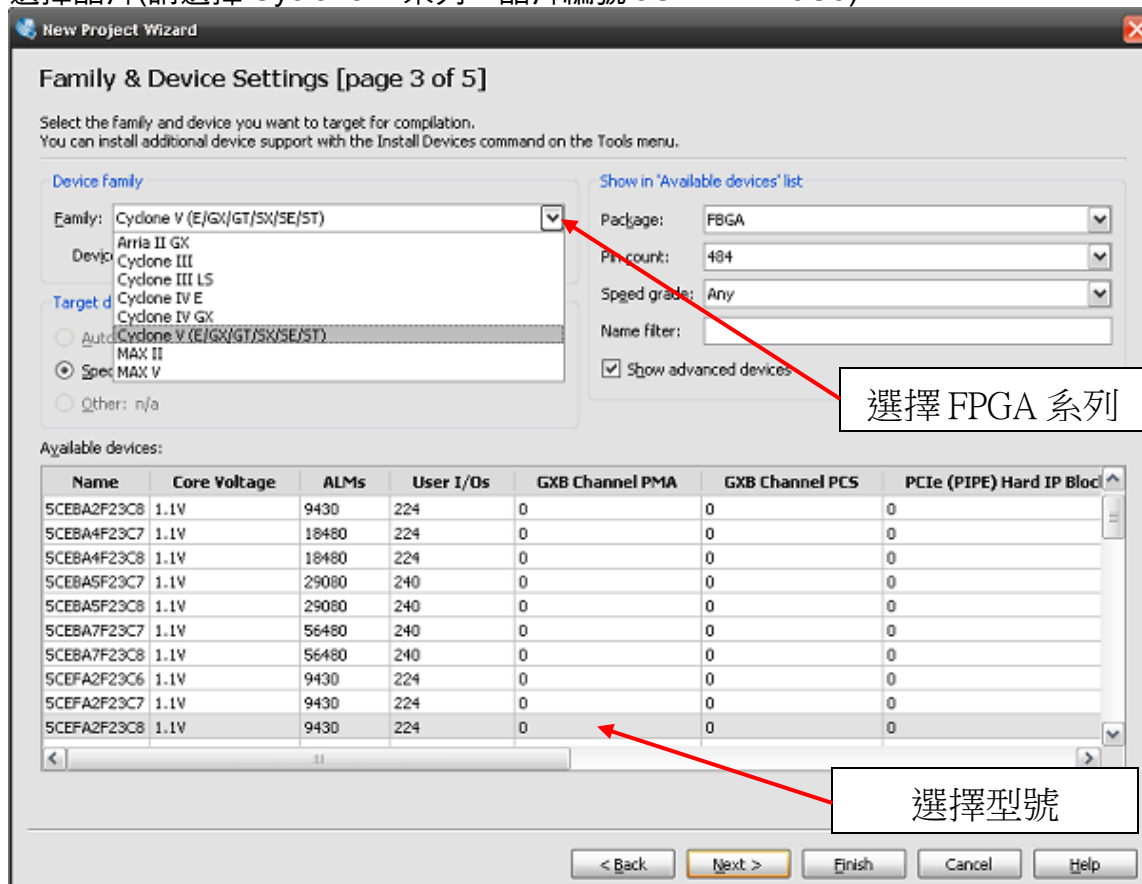 New Project Wizard
Family & Device Settings [page 3 of 5]
Select the family and device you want to target for compilation.
You can install additional device support with the Install Devices command on the Tools menu.
Device family
Family: Cyclone V (E/GX/GT/SX/SE/ST)
Arria II GX
Cyclone III
Cyclone III LS
Cyclone IV E
Cyclone IV GX
Cyclone V (E/GX/GT/SX/SE/ST)
MAX II
MAX V
Target d
Other: n/a
Show in 'Available devices' list
Package: FBGA
Pin count: 484
Speed grade: Any
Name filter:
Show advanced devices
選擇 FPGA 系列
Available devices:
Name Core Voltage ALMs User I/Os GXB Channel PMA GXB Channel PCS PCIe (PIPE) Hard IP Bloc
5CEBA2F23C8 1.1V 9430 224 0 0 0
5CEBA4F23C7 1.1V 18480 224 0 0 0
5CEBA4F23C8 1.1V 18480 224 0 0 0
5CEBA5F23C7 1.1V 29080 240 0 0 0
5CEBA5F23C8 1.1V 29080 240 0 0 0
5CEBA7F23C7 1.1V 56480 240 0 0 0
5CEBA7F23C8 1.1V 56480 240 0 0 0
5CEFA2F23C6 1.1V 9430 224 0 0 0
5CEFA2F23C7 1.1V 9430 224 0 0 0
5CEFA2F23C8 1.1V 9430 224 0 0 0
選擇型號
< Back Next > Finish Cancel Help